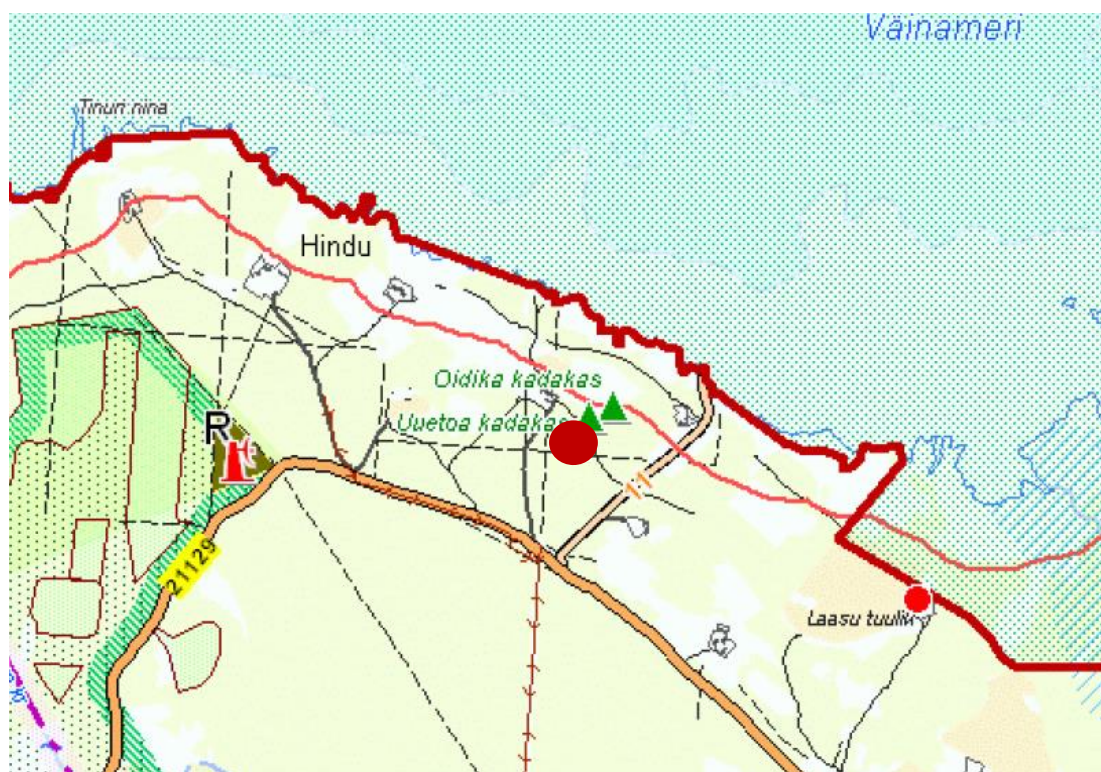 Väinameri
Tinuri nina
Hindu
Oidika kadakas
Uuetoa kadakas
R
21129
Laasu tuulik